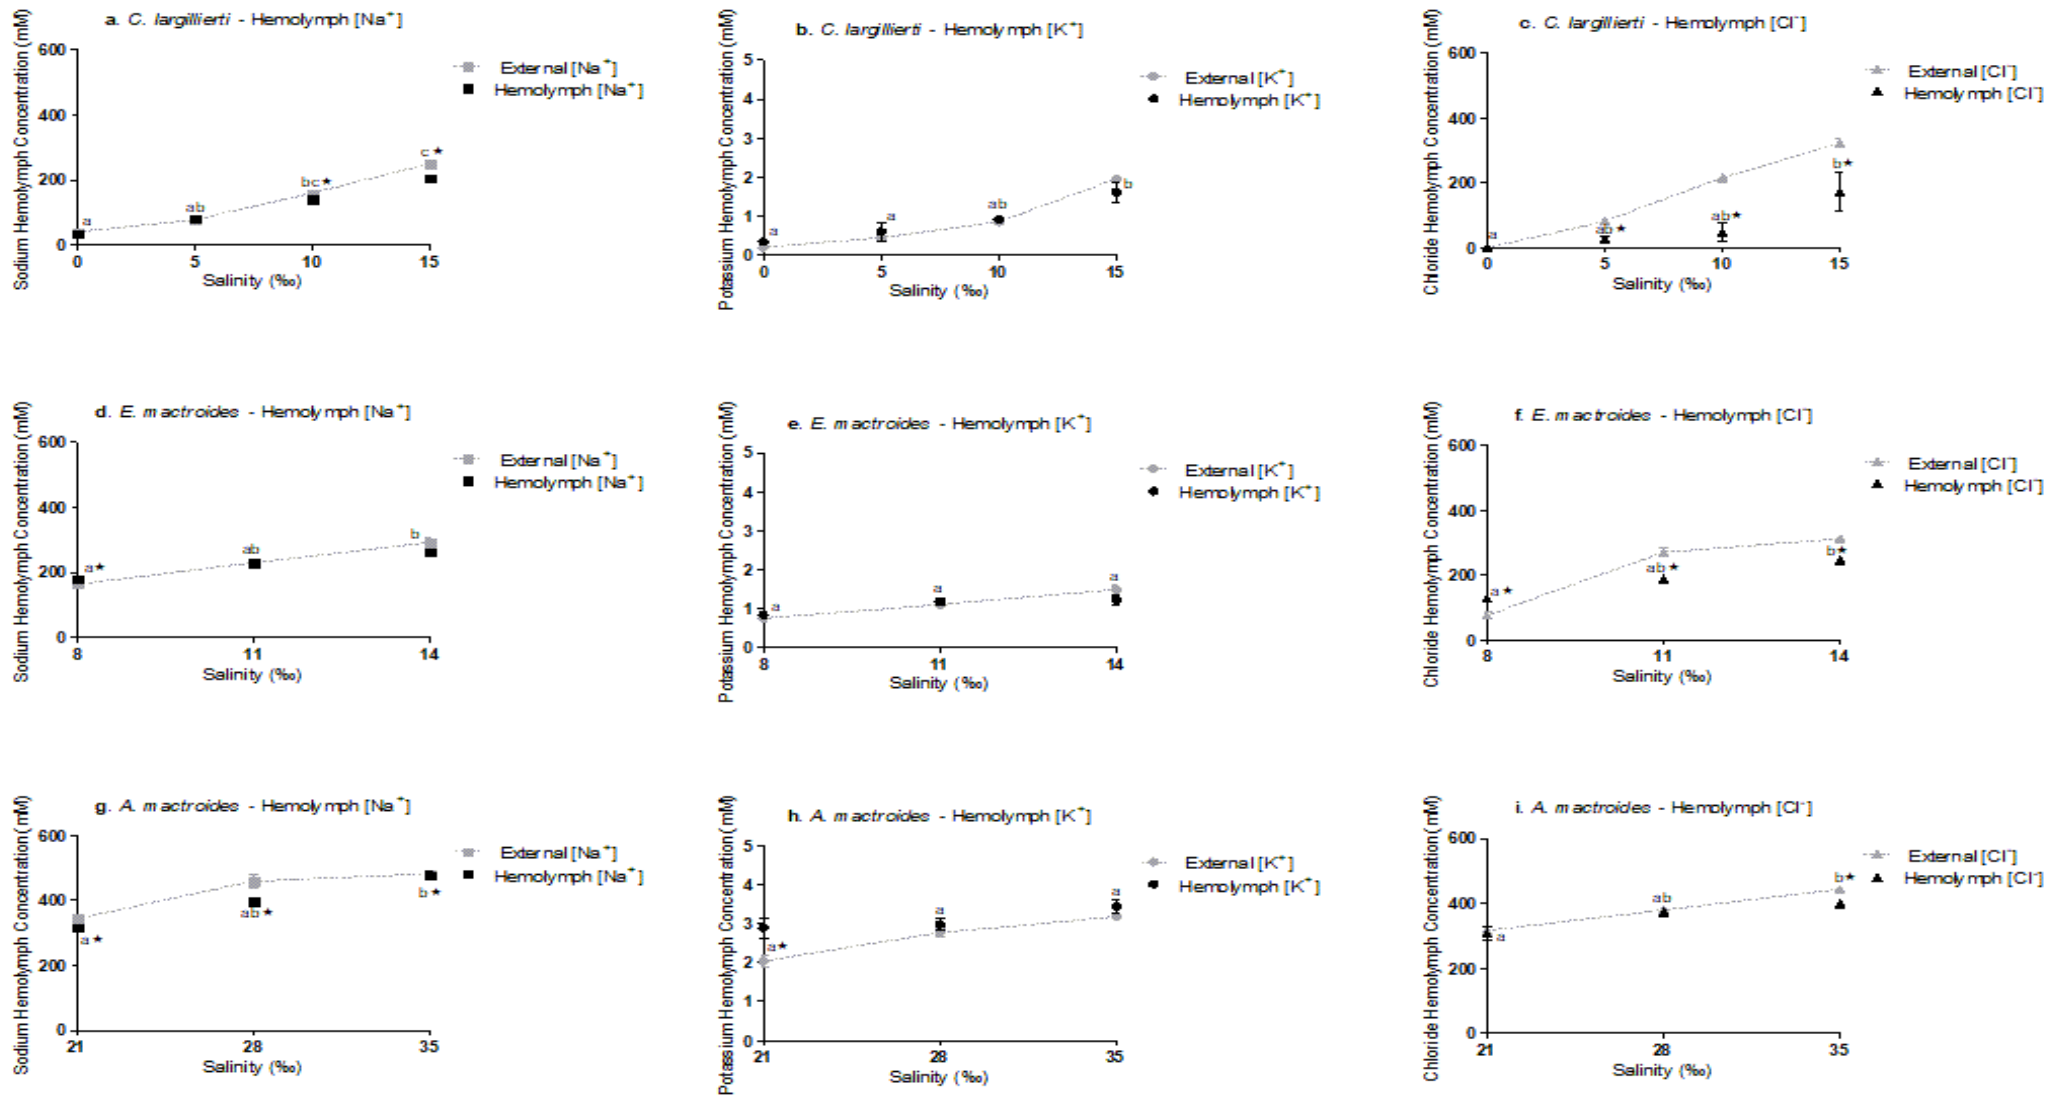 a. C. largillierti - Hemolymph [Na⁺]
Sodium Hemolymph Concentration (mM)
600
400
200
0
a
ab
bc★
c★
0 5 10 15
Salinity (‰)
External [Na⁺]
Hemolymph [Na⁺]
b. C. largillierti - Hemolymph [K⁺]
Potassium Hemolymph Concentration (mM)
5
4
3
2
1
0
a
a
ab
b
0 5 10 15
Salinity (‰)
External [K⁺]
Hemolymph [K⁺]
c. C. largillierti - Hemolymph [Cl⁻]
Chloride Hemolymph Concentration (mM)
600
400
200
0
a
ab★
ab★
b★
0 5 10 15
Salinity (‰)
External [Cl⁻]
Hemolymph [Cl⁻]
d. E. mactroides - Hemolymph [Na⁺]
Sodium Hemolymph Concentration (mM)
600
400
200
0
a★
ab
b
8 11 14
Salinity (‰)
External [Na⁺]
Hemolymph [Na⁺]
e. E. mactroides - Hemolymph [K⁺]
Potassium Hemolymph Concentration (mM)
5
4
3
2
1
0
a
a
a
8 11 14
Salinity (‰)
External [K⁺]
Hemolymph [K⁺]
f. E. mactroides - Hemolymph [Cl⁻]
Chloride Hemolymph Concentration (mM)
600
400
200
0
a★
ab★
b★
8 11 14
Salinity (‰)
External [Cl⁻]
Hemolymph [Cl⁻]
g. A. mactroides - Hemolymph [Na⁺]
Sodium Hemolymph Concentration (mM)
600
400
200
0
a★
ab★
b★
21 28 35
Salinity (‰)
External [Na⁺]
Hemolymph [Na⁺]
h. A. mactroides - Hemolymph [K⁺]
Potassium Hemolymph Concentration (mM)
5
4
3
2
1
0
a★
a
a
21 28 35
Salinity (‰)
External [K⁺]
Hemolymph [K⁺]
i. A. mactroides - Hemolymph [Cl⁻]
Chloride Hemolymph Concentration (mM)
600
400
200
0
a
ab
b★
21 28 35
Salinity (‰)
External [Cl⁻]
Hemolymph [Cl⁻]